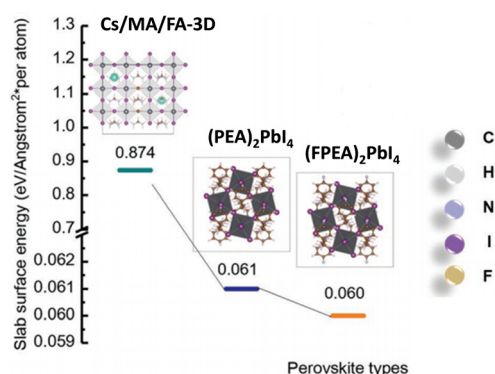 Cs/MA/FA-3D
1.3
1.2
1.1
1.0
0.9
0.8
0.7
0.062
0.061
0.060
0.059
Slab surface energy (eV/Angstrom²*per atom)
0.874
(PEA)₂PbI₄
0.061
(FPEA)₂PbI₄
0.060
Perovskite types
C
H
N
I
F